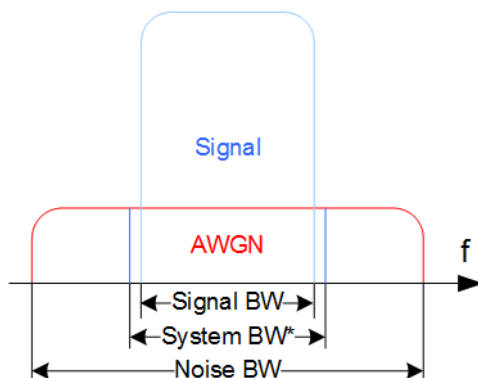 Signal
AWGN
f
Signal BW
System BW*
Noise BW